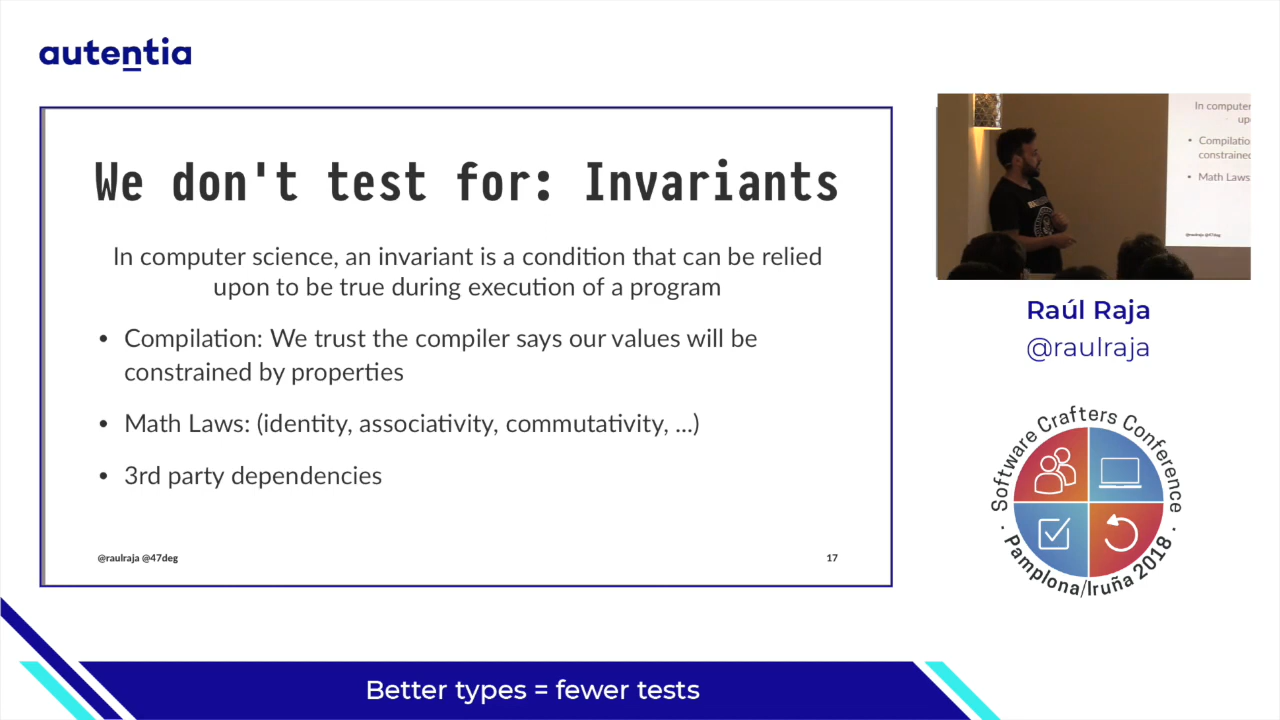 autentia
We don't test for: Invariants
In computer science, an invariant is a condition that can be relied
upon to be true during execution of a program
• Compilation: We trust the compiler says our values will be
constrained by properties
• Math Laws: (identity, associativity, commutativity, ...)
• 3rd party dependencies
@raulraja @47deg
17
In computer
up
• Compilatio
constrained
• Math Laws
@raulraja @47deg
Raúl Raja
@raulraja
Software Crafters Conference
· Pamplona/Iruña 2018 ·
Better types = fewer tests